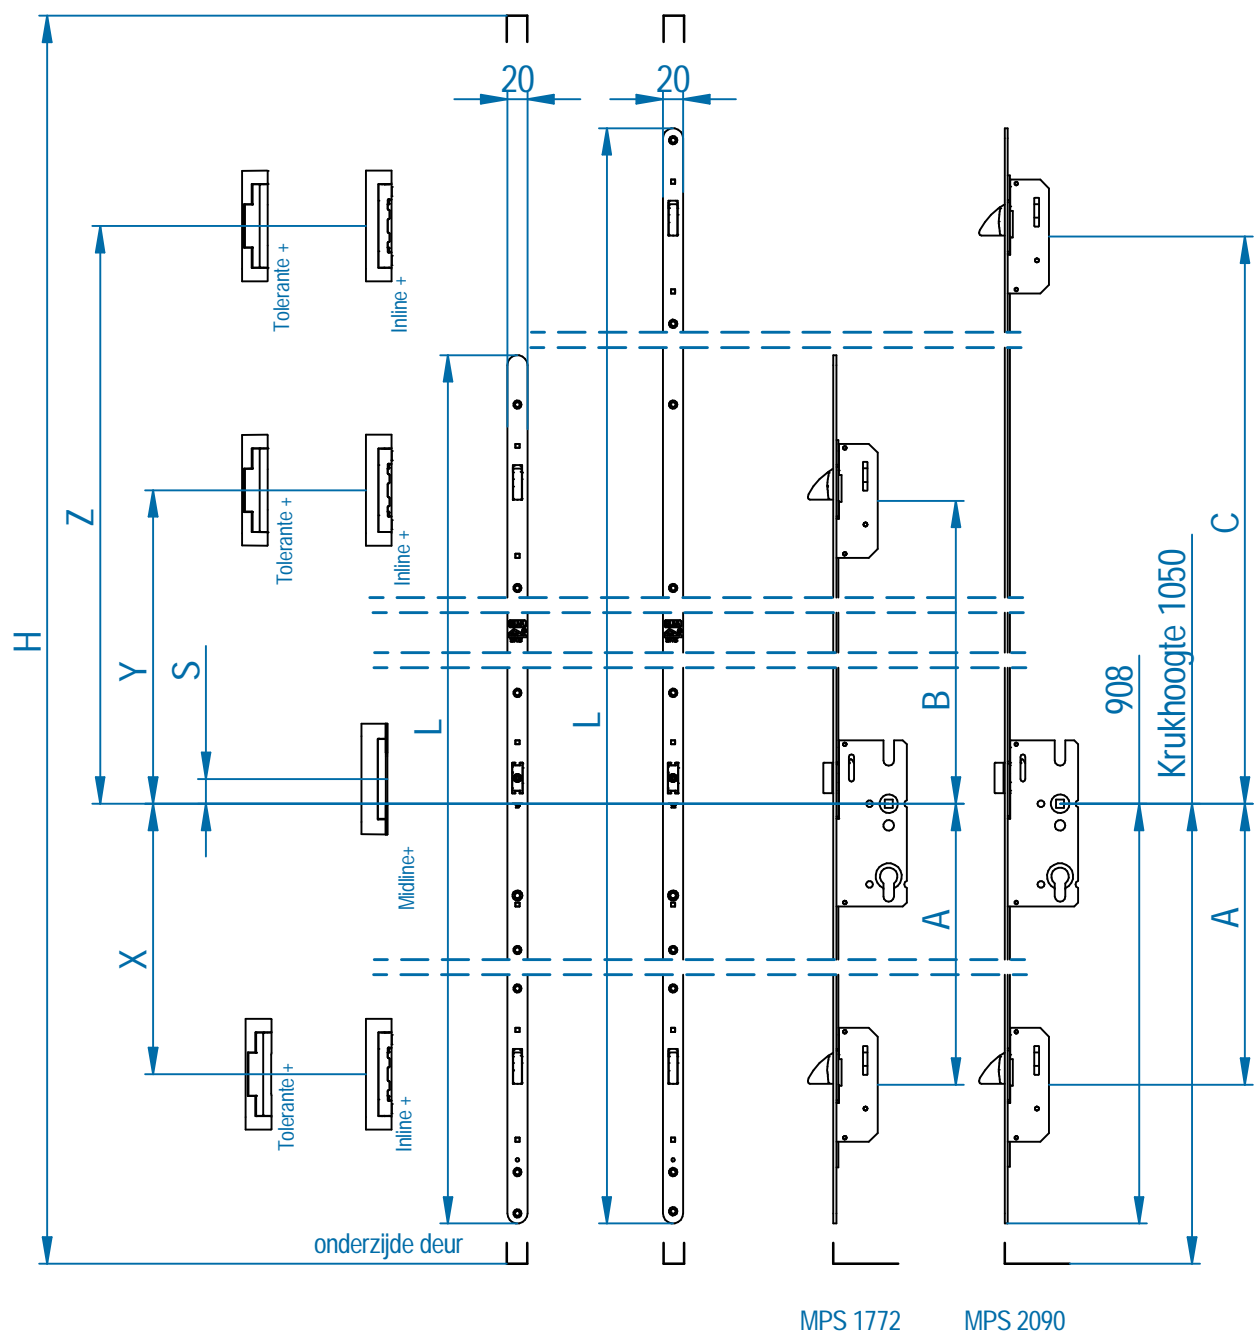 20
20
H
Z
Tolerante +
Inline +
Tolerante +
Inline +
Y
S
L
L
C
B
908
Krukhoogte 1050
Midline+
X
A
A
Tolerante +
Inline +
onderzijde deur
MPS 1772
MPS 2090